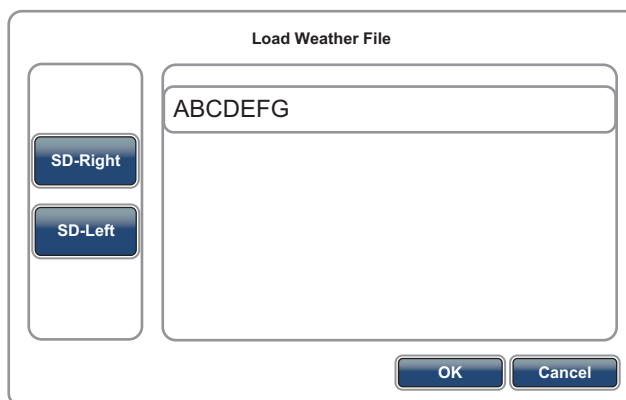 Load Weather File
ABCDEFG
SD-Right
SD-Left
OK
Cancel